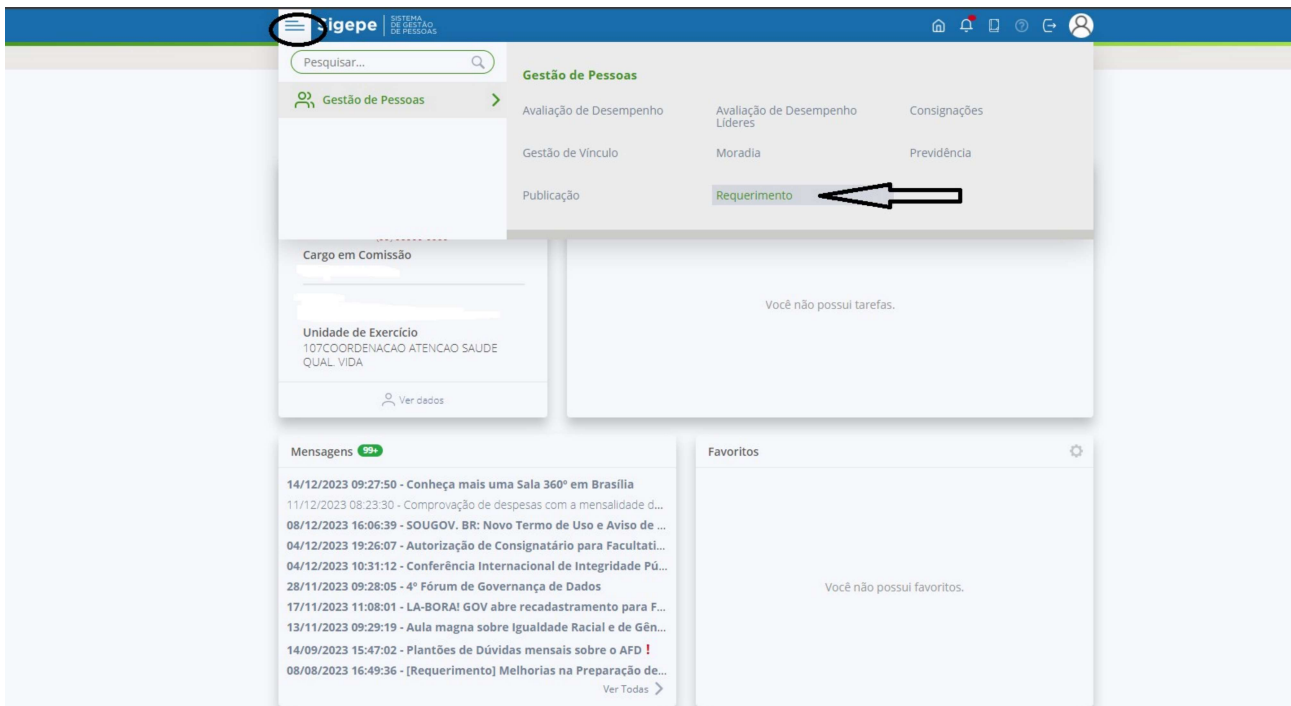 Sigepe
SISTEMA
DE GESTÃO
DE PESSOAS
Pesquisar...
Gestão de Pessoas
Gestão de Pessoas
Avaliação de Desempenho
Avaliação de Desempenho
Líderes
Consignações
Gestão de Vínculo
Moradia
Previdência
Publicação
Requerimento
Cargo em Comissão
Unidade de Exercício
107COORDENACAO ATENCAO SAUDE
QUAL. VIDA
Ver dados
Você não possui tarefas.
Mensagens 99+
14/12/2023 09:27:50 - Conheça mais uma Sala 360º em Brasília
11/12/2023 08:23:30 - Comprovação de despesas com a mensalidade d...
08/12/2023 16:06:39 - SOUGOV. BR: Novo Termo de Uso e Aviso de ...
04/12/2023 19:26:07 - Autorização de Consignatário para Facultati...
04/12/2023 10:31:12 - Conferência Internacional de Integridade Pú...
28/11/2023 09:28:05 - 4º Fórum de Governança de Dados
17/11/2023 11:08:01 - LA-BORA! GOV abre recadastramento para F...
13/11/2023 09:29:19 - Aula magna sobre Igualdade Racial e de Gên...
14/09/2023 15:47:02 - Plantões de Dúvidas mensais sobre o AFD !
08/08/2023 16:49:36 - [Requerimento] Melhorias na Preparação de...
Ver Todas
Favoritos
Você não possui favoritos.